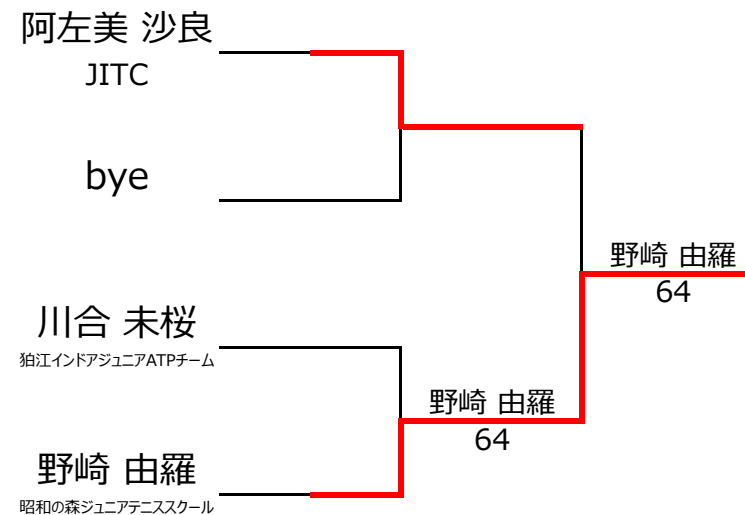 阿左美 沙良
JITC
bye
川合 未桜
狛江インドアジュニアATPチーム
野崎 由羅
昭和の森ジュニアテニススクール
野崎 由羅
64
野崎 由羅
64